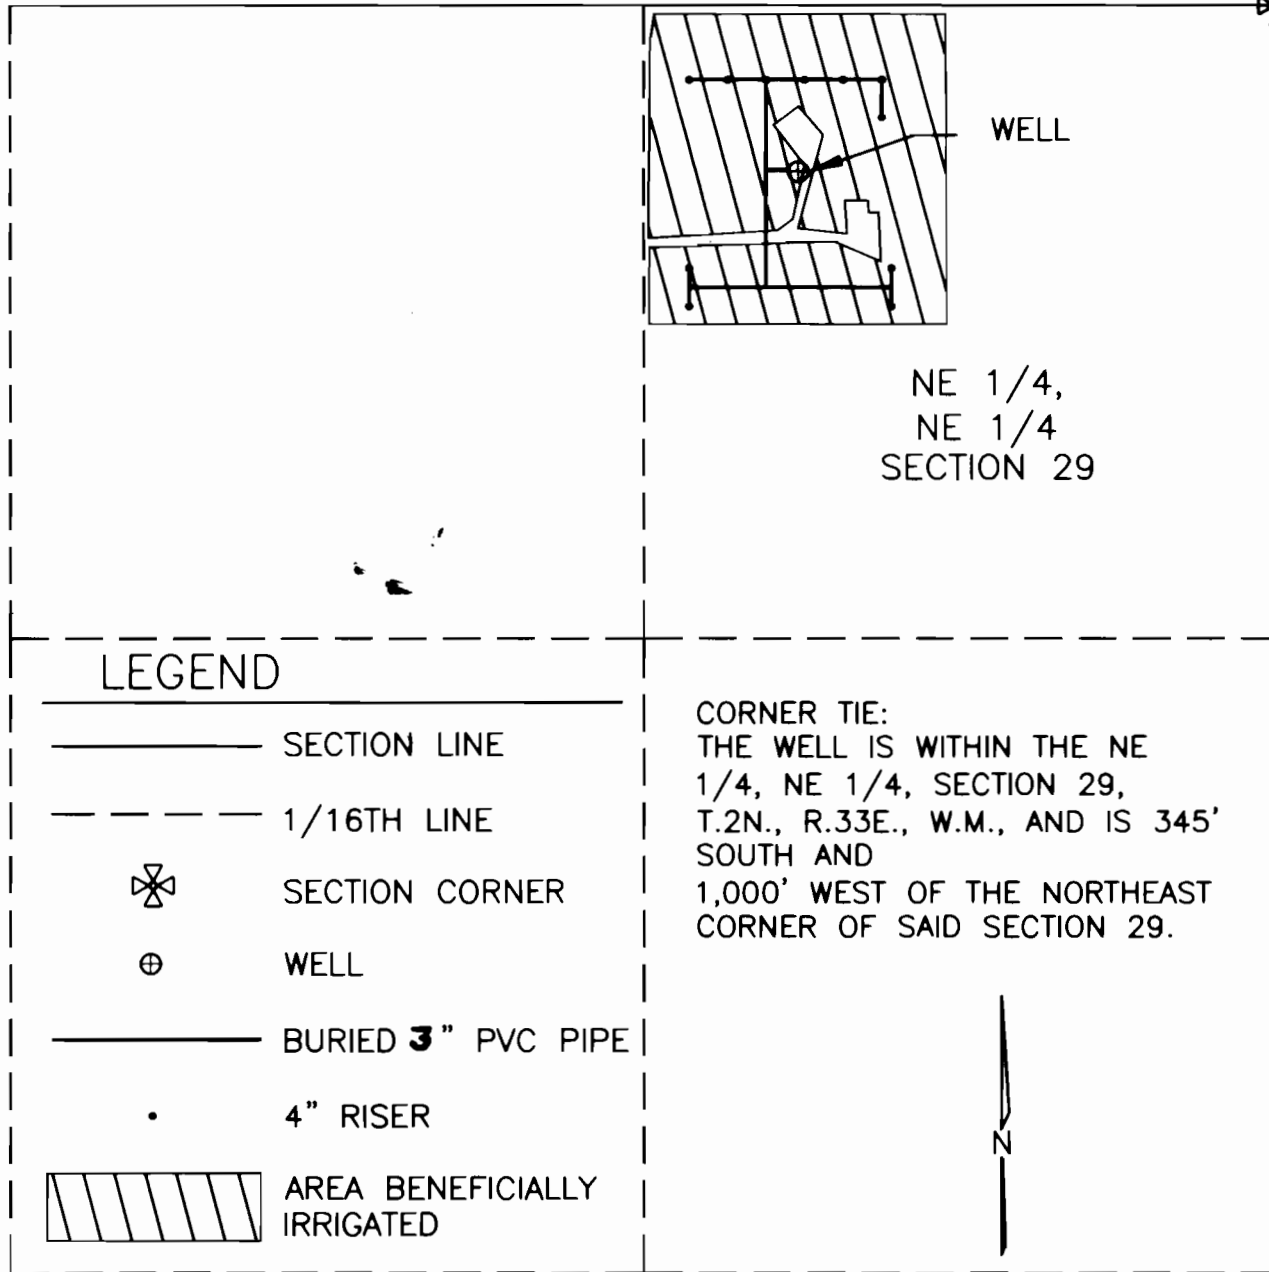 WELL
NE 1/4,
NE 1/4
SECTION 29
LEGEND
SECTION LINE
1/16TH LINE
SECTION CORNER
WELL
BURIED 3" PVC PIPE
4" RISER
AREA BENEFICIALLY
IRRIGATED
CORNER TIE:
THE WELL IS WITHIN THE NE
1/4, NE 1/4, SECTION 29,
T.2N., R.33E., W.M., AND IS 345'
SOUTH AND
1,000' WEST OF THE NORTHEAST
CORNER OF SAID SECTION 29.
N